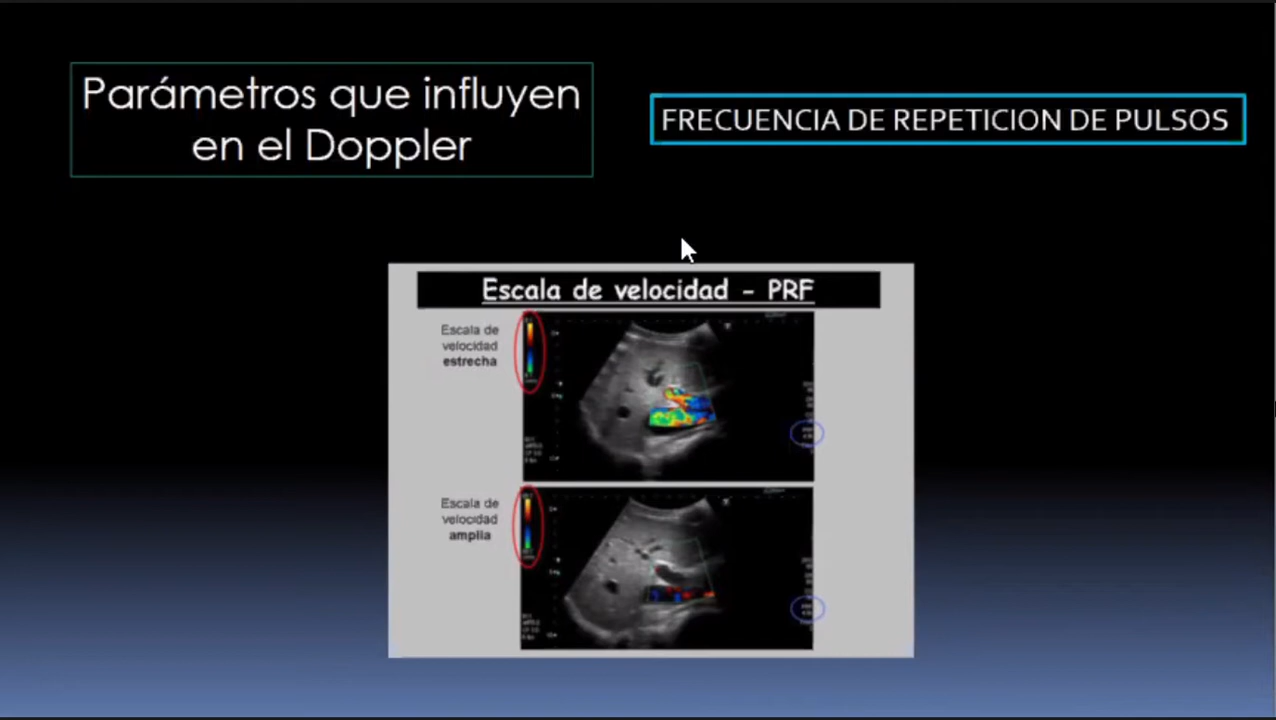 Parámetros que influyen
en el Doppler
FRECUENCIA DE REPETICION DE PULSOS
Escala de velocidad - PRF
Escala de
velocidad
estrecha
Escala de
velocidad
amplia